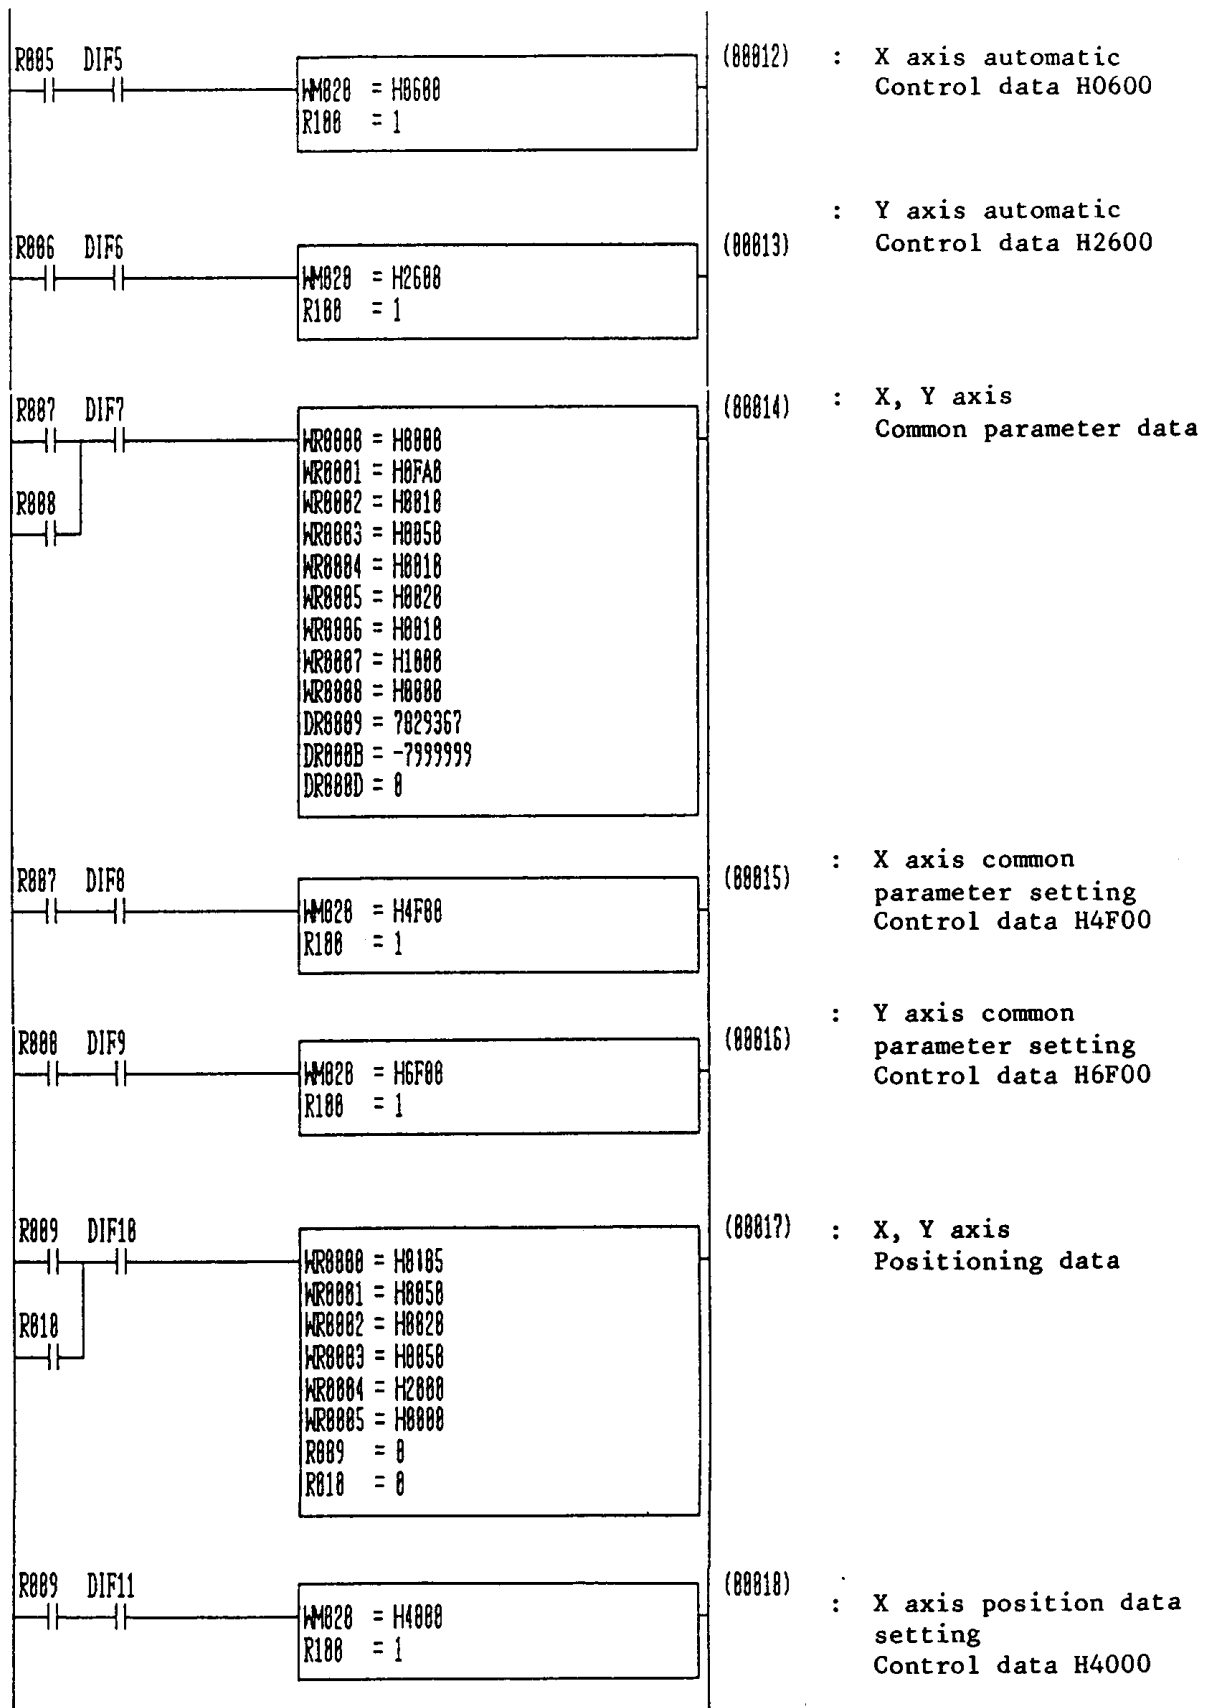 R005 DIF5
WM020 = H0600
R100 = 1
(00012) : X axis automatic
Control data H0600
R006 DIF6
WM020 = H2600
R100 = 1
(00013)
: Y axis automatic
Control data H2600
R007 DIF7
R008
WR0000 = H0000
WR0001 = H0FA0
WR0002 = H0010
WR0003 = H0050
WR0004 = H0010
WR0005 = H0020
WR0006 = H0010
WR0007 = H1000
WR0008 = H0000
DR0009 = 7829367
DR000B = -7999999
DR000D = 0
(00014) : X, Y axis
Common parameter data
R007 DIF8
WM020 = H4F00
R100 = 1
(00015)
: X axis common
parameter setting
Control data H4F00
R008 DIF9
WM020 = H6F00
R100 = 1
(00016)
: Y axis common
parameter setting
Control data H6F00
R009 DIF10
R010
WR0000 = H0105
WR0001 = H0050
WR0002 = H0020
WR0003 = H0050
WR0004 = H2000
WR0005 = H0000
R009 = 0
R010 = 0
(00017) : X, Y axis
Positioning data
R009 DIF11
WM020 = H4000
R100 = 1
(00018)
: X axis position data
setting
Control data H4000